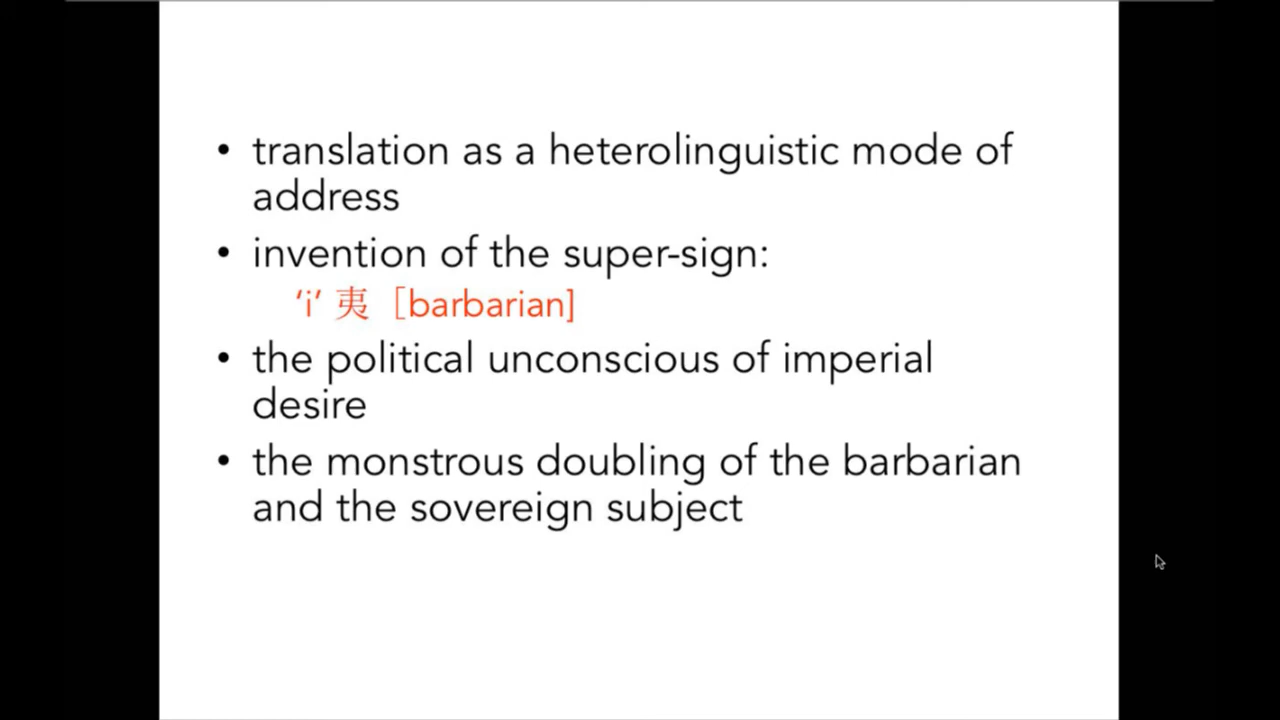 • translation as a heterolinguistic mode of
address
• invention of the super-sign:
‘i’ 夷 [barbarian]
• the political unconscious of imperial
desire
• the monstrous doubling of the barbarian
and the sovereign subject